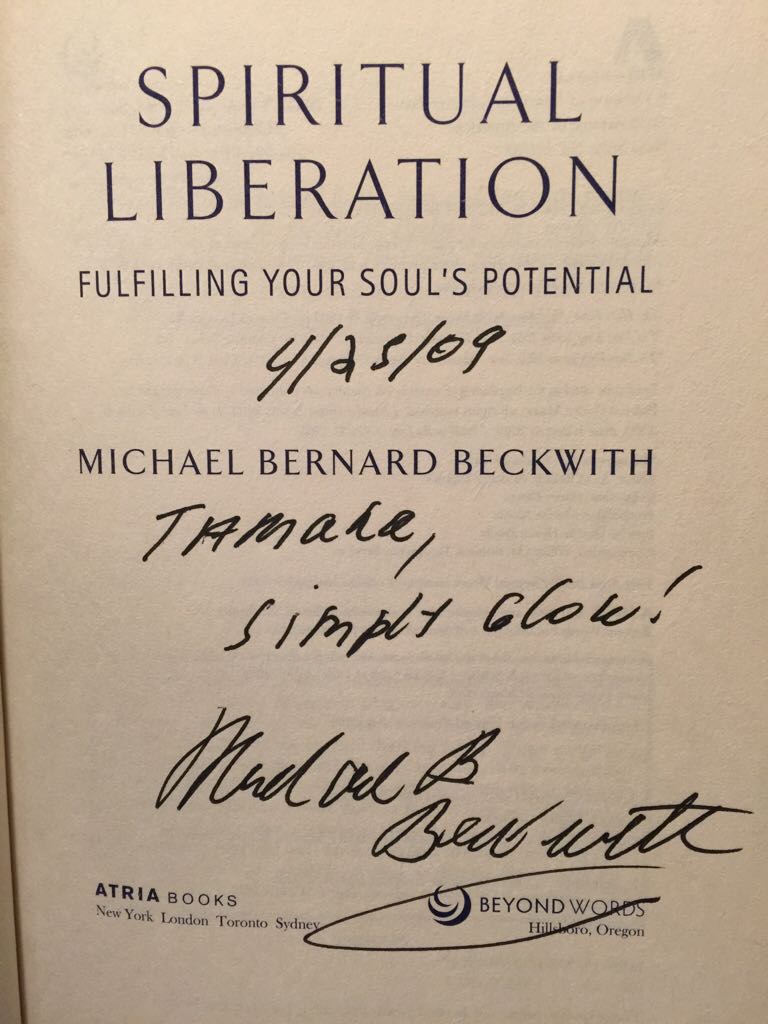 SPIRITUAL
LIBERATION
FULFILLING YOUR SOUL'S POTENTIAL
4/25/09
MICHAEL BERNARD BECKWITH
TAMARA,
Simply Glow!
Michael B
Beckwith
ATRIA BOOKS
New York London Toronto Sydney
BEYOND WORDS
Hillsboro, Oregon